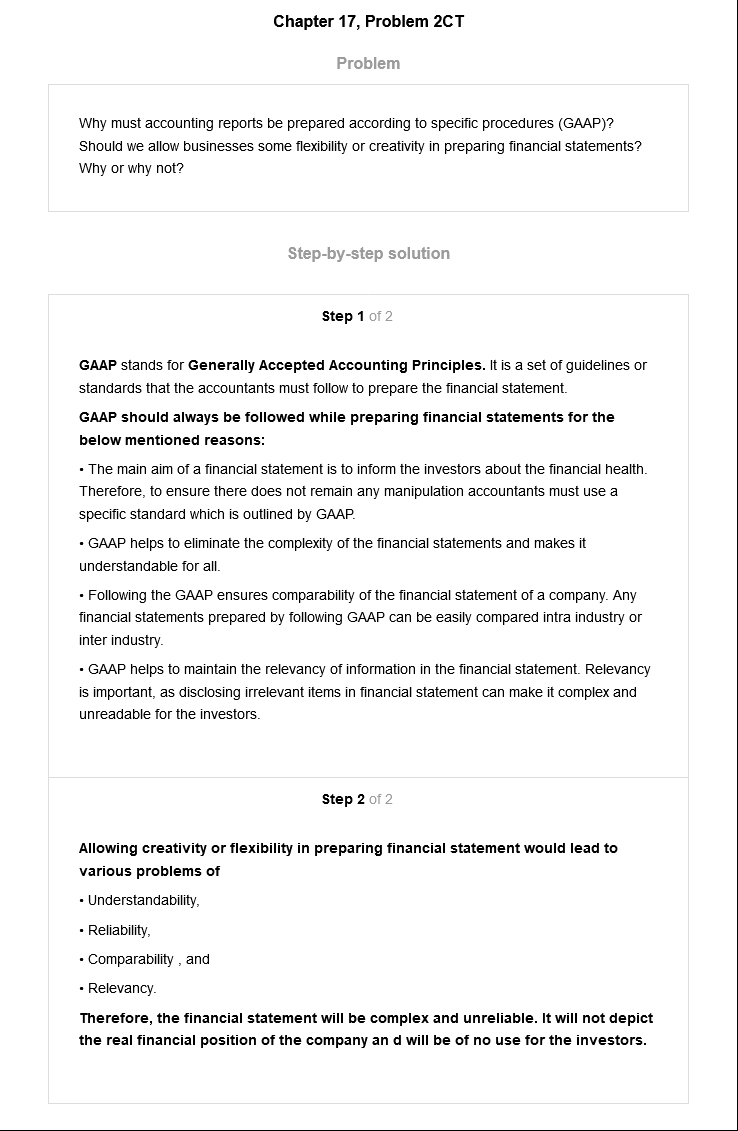 Chapter 17, Problem 2CT
Problem
Why must accounting reports be prepared according to specific procedures (GAAP)?
Should we allow businesses some flexibility or creativity in preparing financial statements?
Why or why not?
Step-by-step solution
Step 1 of 2
GAAP stands for Generally Accepted Accounting Principles. It is a set of guidelines or
standards that the accountants must follow to prepare the financial statement.
GAAP should always be followed while preparing financial statements for the
below mentioned reasons:
• The main aim of a financial statement is to inform the investors about the financial health.
Therefore, to ensure there does not remain any manipulation accountants must use a
specific standard which is outlined by GAAP.
• GAAP helps to eliminate the complexity of the financial statements and makes it
understandable for all.
• Following the GAAP ensures comparability of the financial statement of a company. Any
financial statements prepared by following GAAP can be easily compared intra industry or
inter industry.
• GAAP helps to maintain the relevancy of information in the financial statement. Relevancy
is important, as disclosing irrelevant items in financial statement can make it complex and
unreadable for the investors.
Step 2 of 2
Allowing creativity or flexibility in preparing financial statement would lead to
various problems of
• Understandability,
• Reliability,
• Comparability , and
• Relevancy.
Therefore, the financial statement will be complex and unreliable. It will not depict
the real financial position of the company an d will be of no use for the investors.